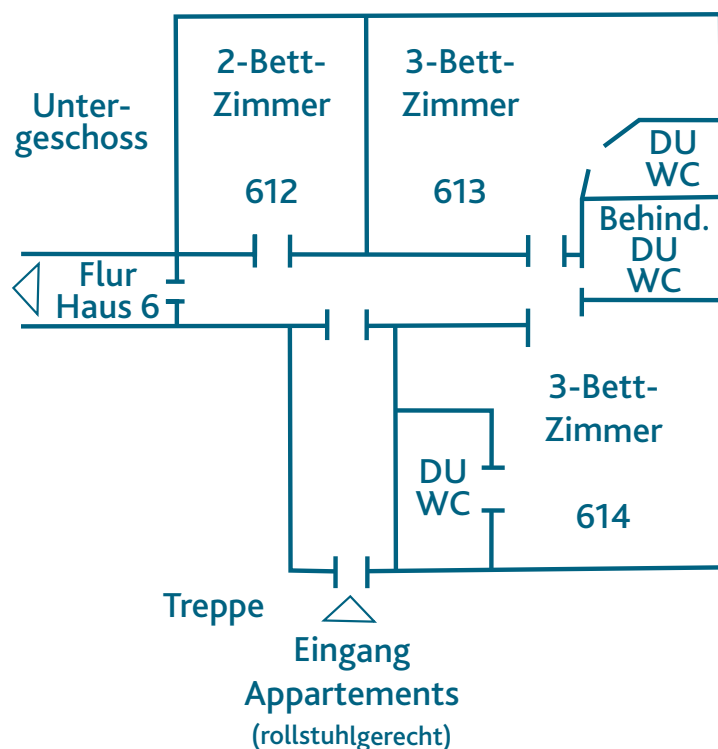 Unter-
geschoss
2-Bett-
Zimmer
612
3-Bett-
Zimmer
613
DU
WC
Behind.
DU
WC
Flur
Haus 6
3-Bett-
Zimmer
614
DU
WC
Treppe
Eingang
Appartements
(rollstuhlgerecht)